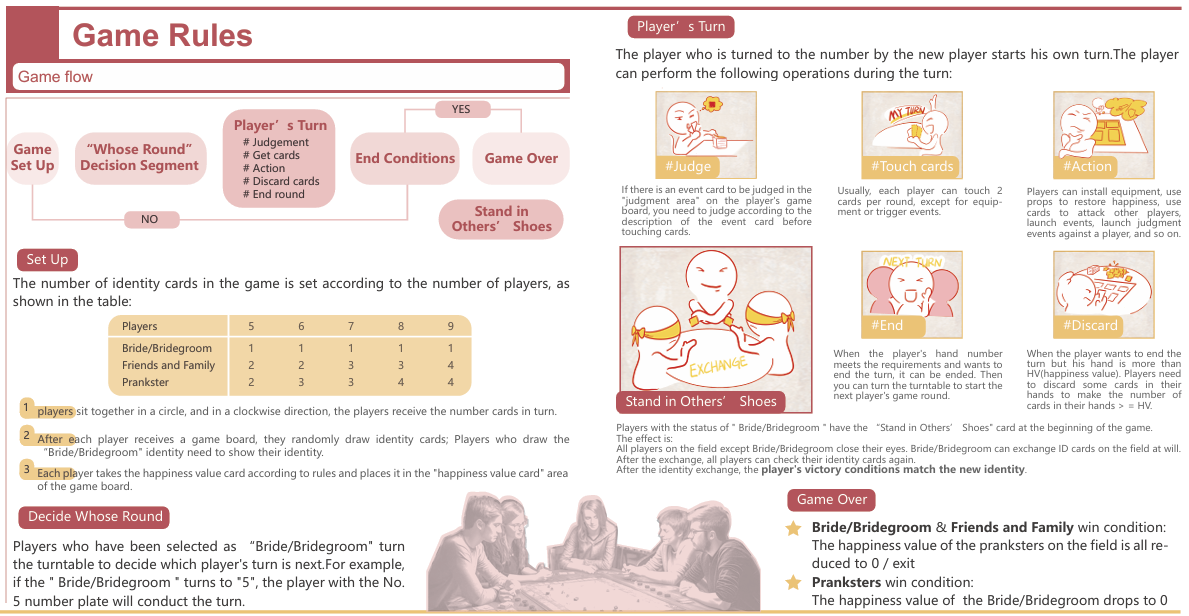 Game Rules
Game flow
Game
Set Up
“Whose Round”
Decision Segment
Player’s Turn
# Judgement
# Get cards
# Action
# Discard cards
# End round
End Conditions
YES
Game Over
NO
Stand in
Others’ Shoes
Set Up
The number of identity cards in the game is set according to the number of players, as
shown in the table:
Players 5 6 7 8 9
Bride/Bridegroom 1 1 1 1 1
Friends and Family 2 2 3 3 4
Prankster 2 3 3 4 4
1 players sit together in a circle, and in a clockwise direction, the players receive the number cards in turn.
2 After each player receives a game board, they randomly draw identity cards; Players who draw the
“Bride/Bridegroom" identity need to show their identity.
3 Each player takes the happiness value card according to rules and places it in the "happiness value card" area
of the game board.
Decide Whose Round
Players who have been selected as “Bride/Bridegroom" turn
the turntable to decide which player's turn is next.For example,
if the " Bride/Bridegroom " turns to "5", the player with the No.
5 number plate will conduct the turn.
Player’s Turn
The player who is turned to the number by the new player starts his own turn.The player
can perform the following operations during the turn:
#Judge
If there is an event card to be judged in the
"judgment area" on the player's game
board, you need to judge according to the
description of the event card before
touching cards.
MY TURN
#Touch cards
Usually, each player can touch 2
cards per round, except for equip-
ment or trigger events.
#Action
Players can install equipment, use
props to restore happiness, use
cards to attack other players,
launch events, launch judgment
events against a player, and so on.
EXCHANGE
Stand in Others’ Shoes
NEXT TURN
#End
When the player's hand number
meets the requirements and wants to
end the turn, it can be ended. Then
you can turn the turntable to start the
next player's game round.
#Discard
When the player wants to end the
turn but his hand is more than
HV(happiness value). Players need
to discard some cards in their
hands to make the number of
cards in their hands > = HV.
Players with the status of " Bride/Bridegroom " have the “Stand in Others’ Shoes" card at the beginning of the game.
The effect is:
All players on the field except Bride/Bridegroom close their eyes. Bride/Bridegroom can exchange ID cards on the field at will.
After the exchange, all players can check their identity cards again.
After the identity exchange, the player's victory conditions match the new identity.
Game Over
Bride/Bridegroom & Friends and Family win condition:
The happiness value of the pranksters on the field is all re-
duced to 0 / exit
Pranksters win condition:
The happiness value of the Bride/Bridegroom drops to 0